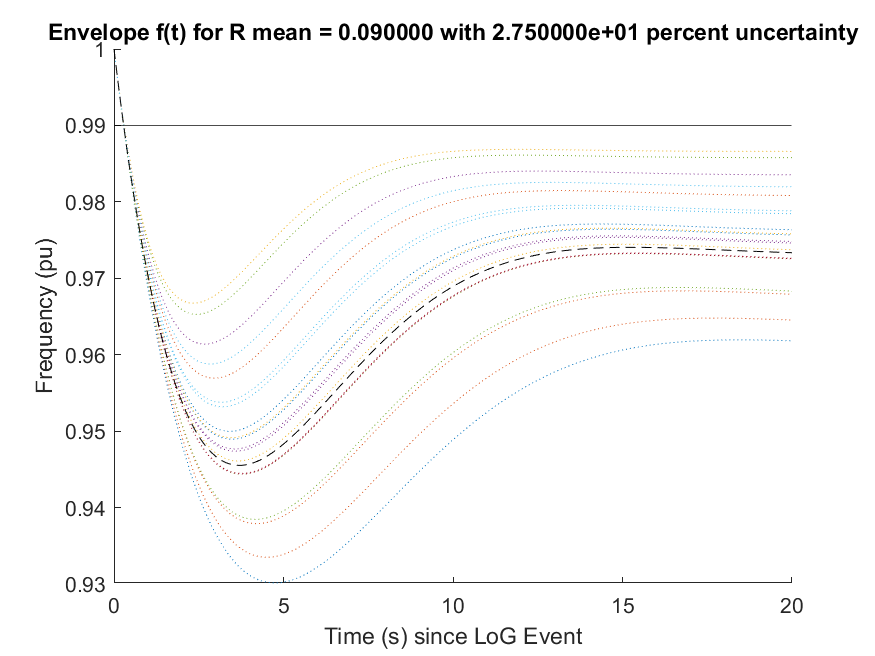 Envelope f(t) for R mean = 0.090000 with 2.750000e+01 percent uncertainty
1
0.99
0.98
0.97
0.96
0.95
0.94
0.93
Frequency (pu)
0 5 10 15 20
Time (s) since LoG Event